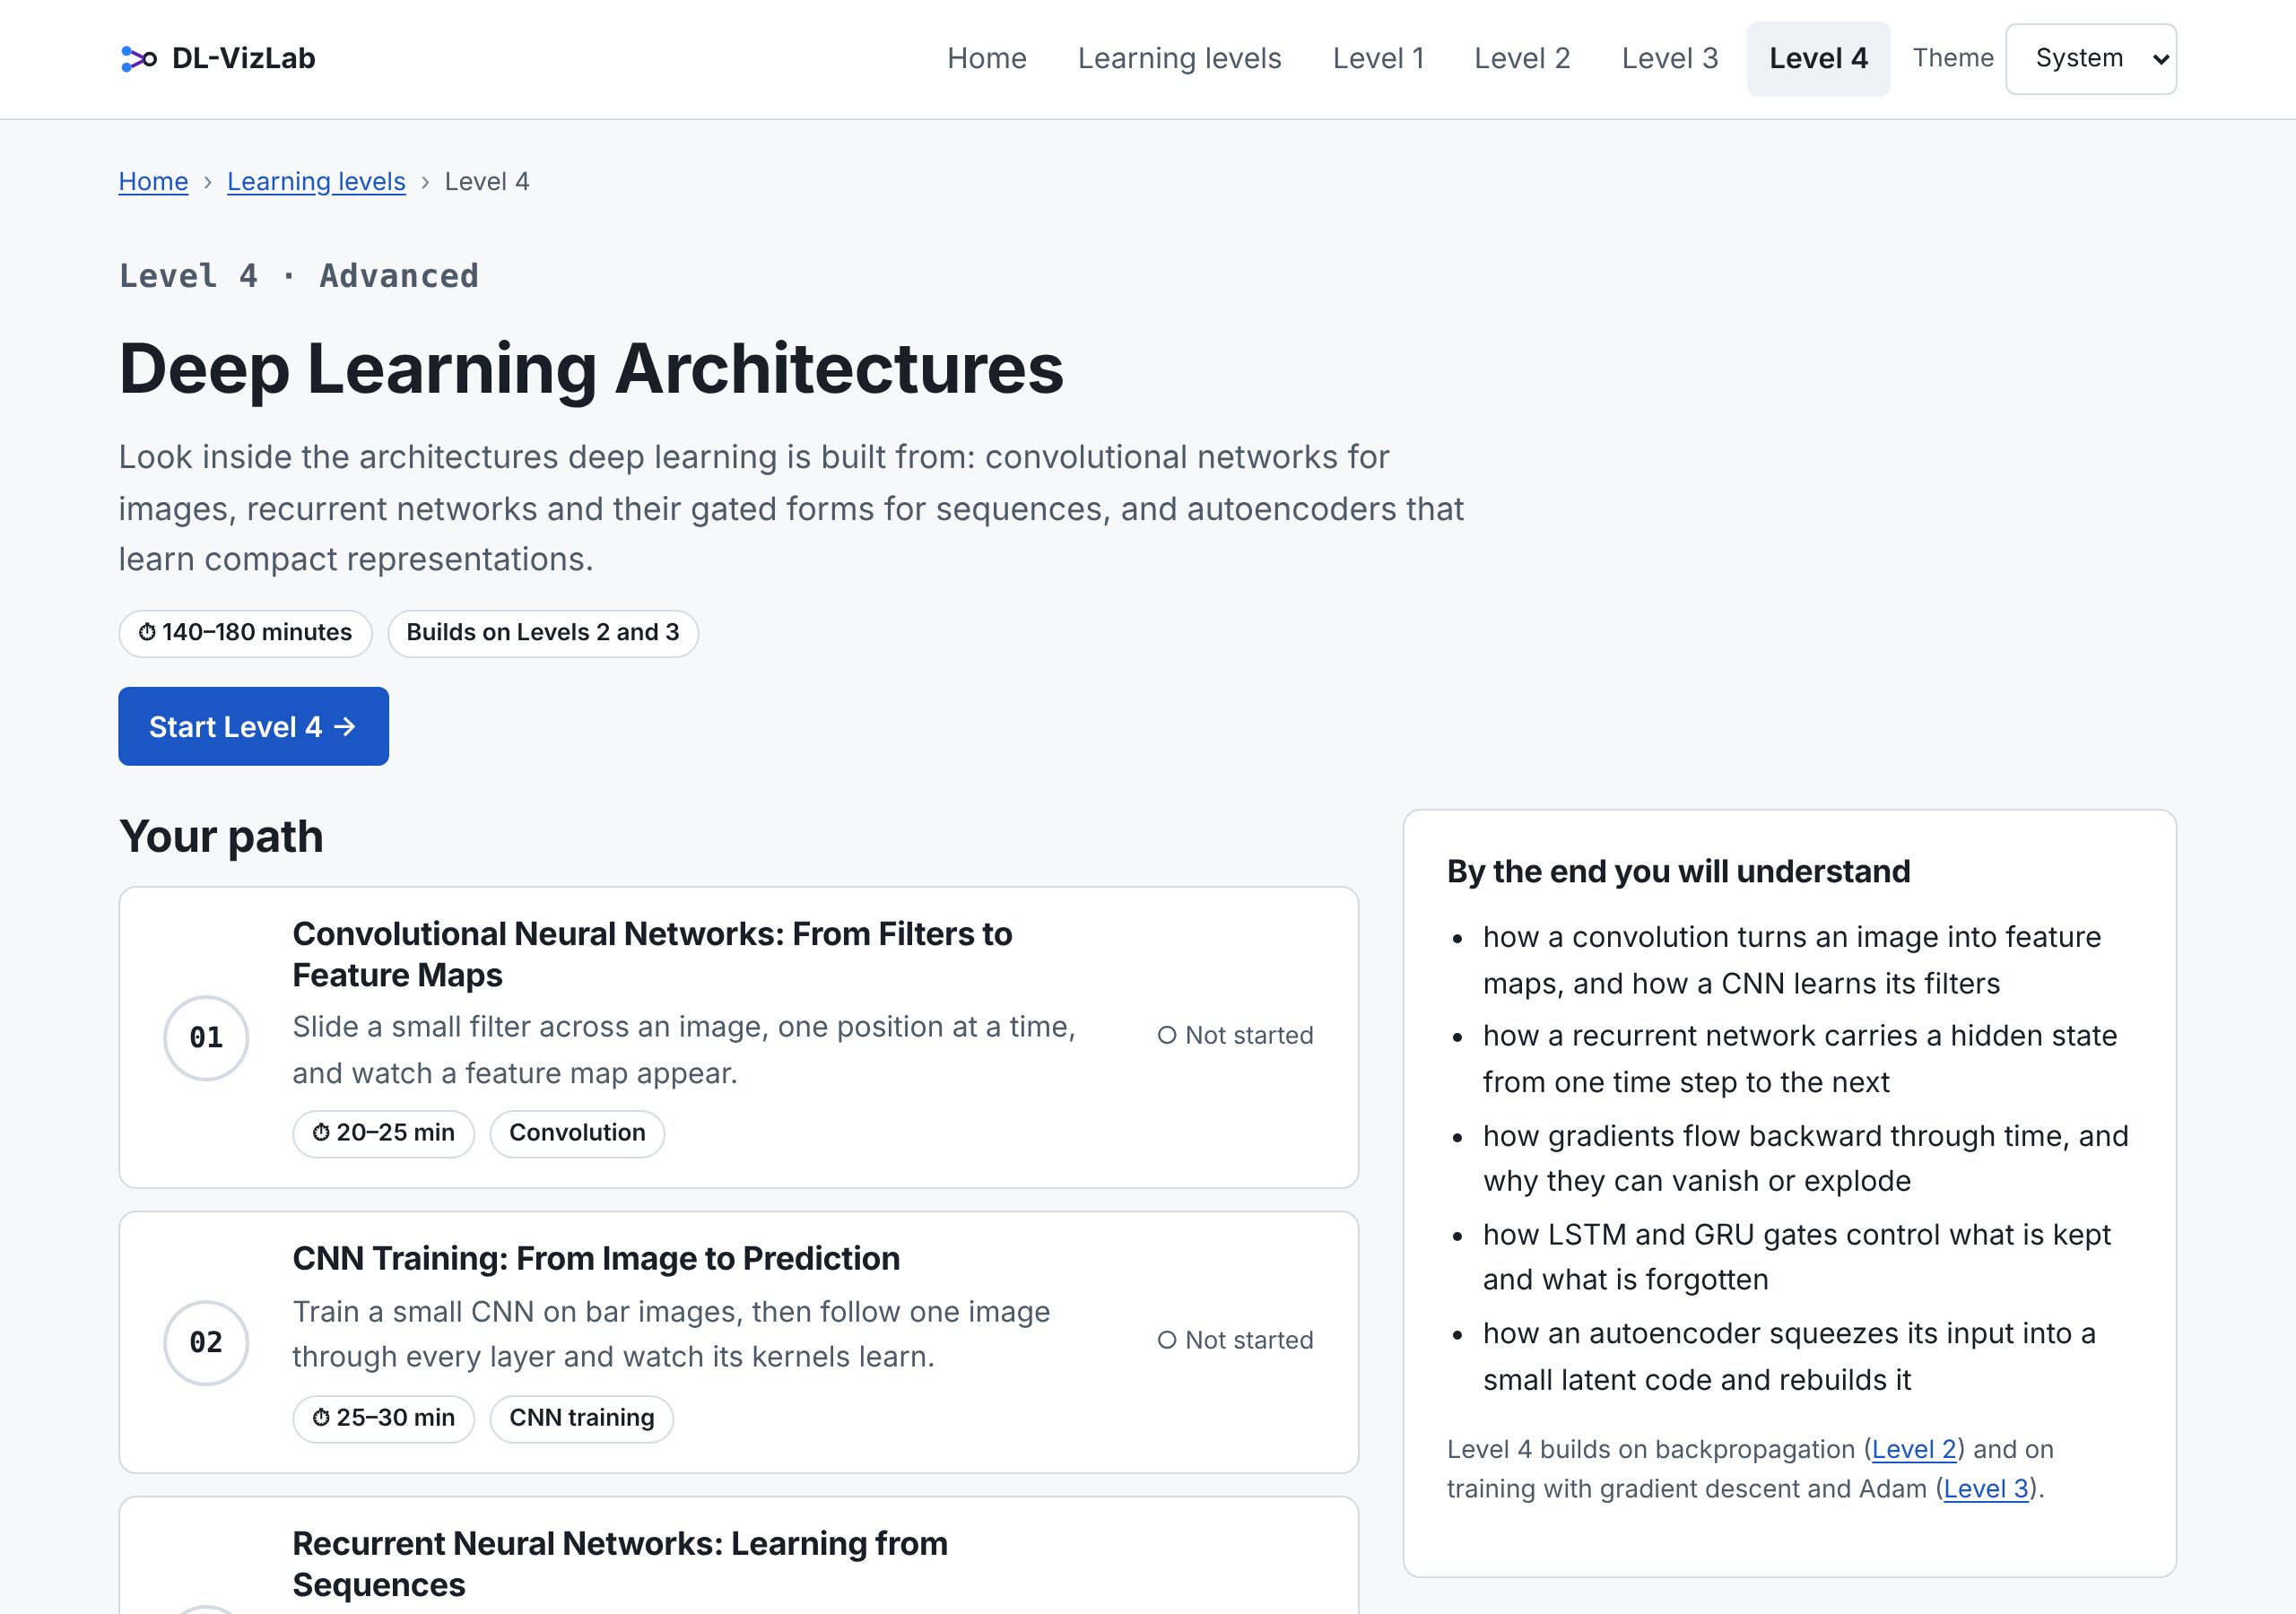 DL-VizLab
Home
Learning levels
Level 1
Level 2
Level 3
Level 4
Theme
System
Home › Learning levels › Level 4
Level 4 · Advanced
Deep Learning Architectures
Look inside the architectures deep learning is built from: convolutional networks for
images, recurrent networks and their gated forms for sequences, and autoencoders that
learn compact representations.
⏱ 140–180 minutes
Builds on Levels 2 and 3
Start Level 4 →
Your path
01
Convolutional Neural Networks: From Filters to
Feature Maps
Slide a small filter across an image, one position at a time,
and watch a feature map appear.
⏱ 20–25 min
Convolution
○ Not started
02
CNN Training: From Image to Prediction
Train a small CNN on bar images, then follow one image
through every layer and watch its kernels learn.
⏱ 25–30 min
CNN training
○ Not started
Recurrent Neural Networks: Learning from
Sequences
By the end you will understand
• how a convolution turns an image into feature
maps, and how a CNN learns its filters
• how a recurrent network carries a hidden state
from one time step to the next
• how gradients flow backward through time, and
why they can vanish or explode
• how LSTM and GRU gates control what is kept
and what is forgotten
• how an autoencoder squeezes its input into a
small latent code and rebuilds it
Level 4 builds on backpropagation (Level 2) and on
training with gradient descent and Adam (Level 3).